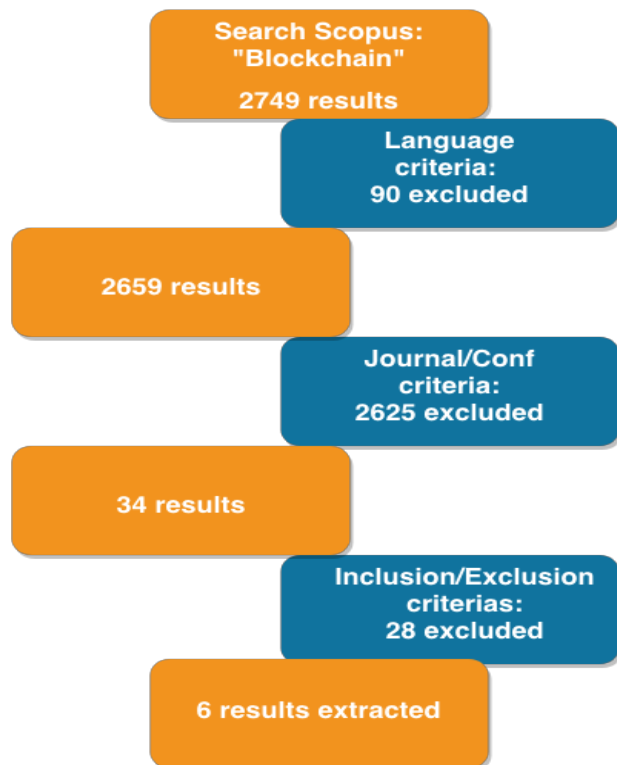 Search Scopus:
"Blockchain"
2749 results
Language
criteria:
90 excluded
2659 results
Journal/Conf
criteria:
2625 excluded
34 results
Inclusion/Exclusion
criterias:
28 excluded
6 results extracted